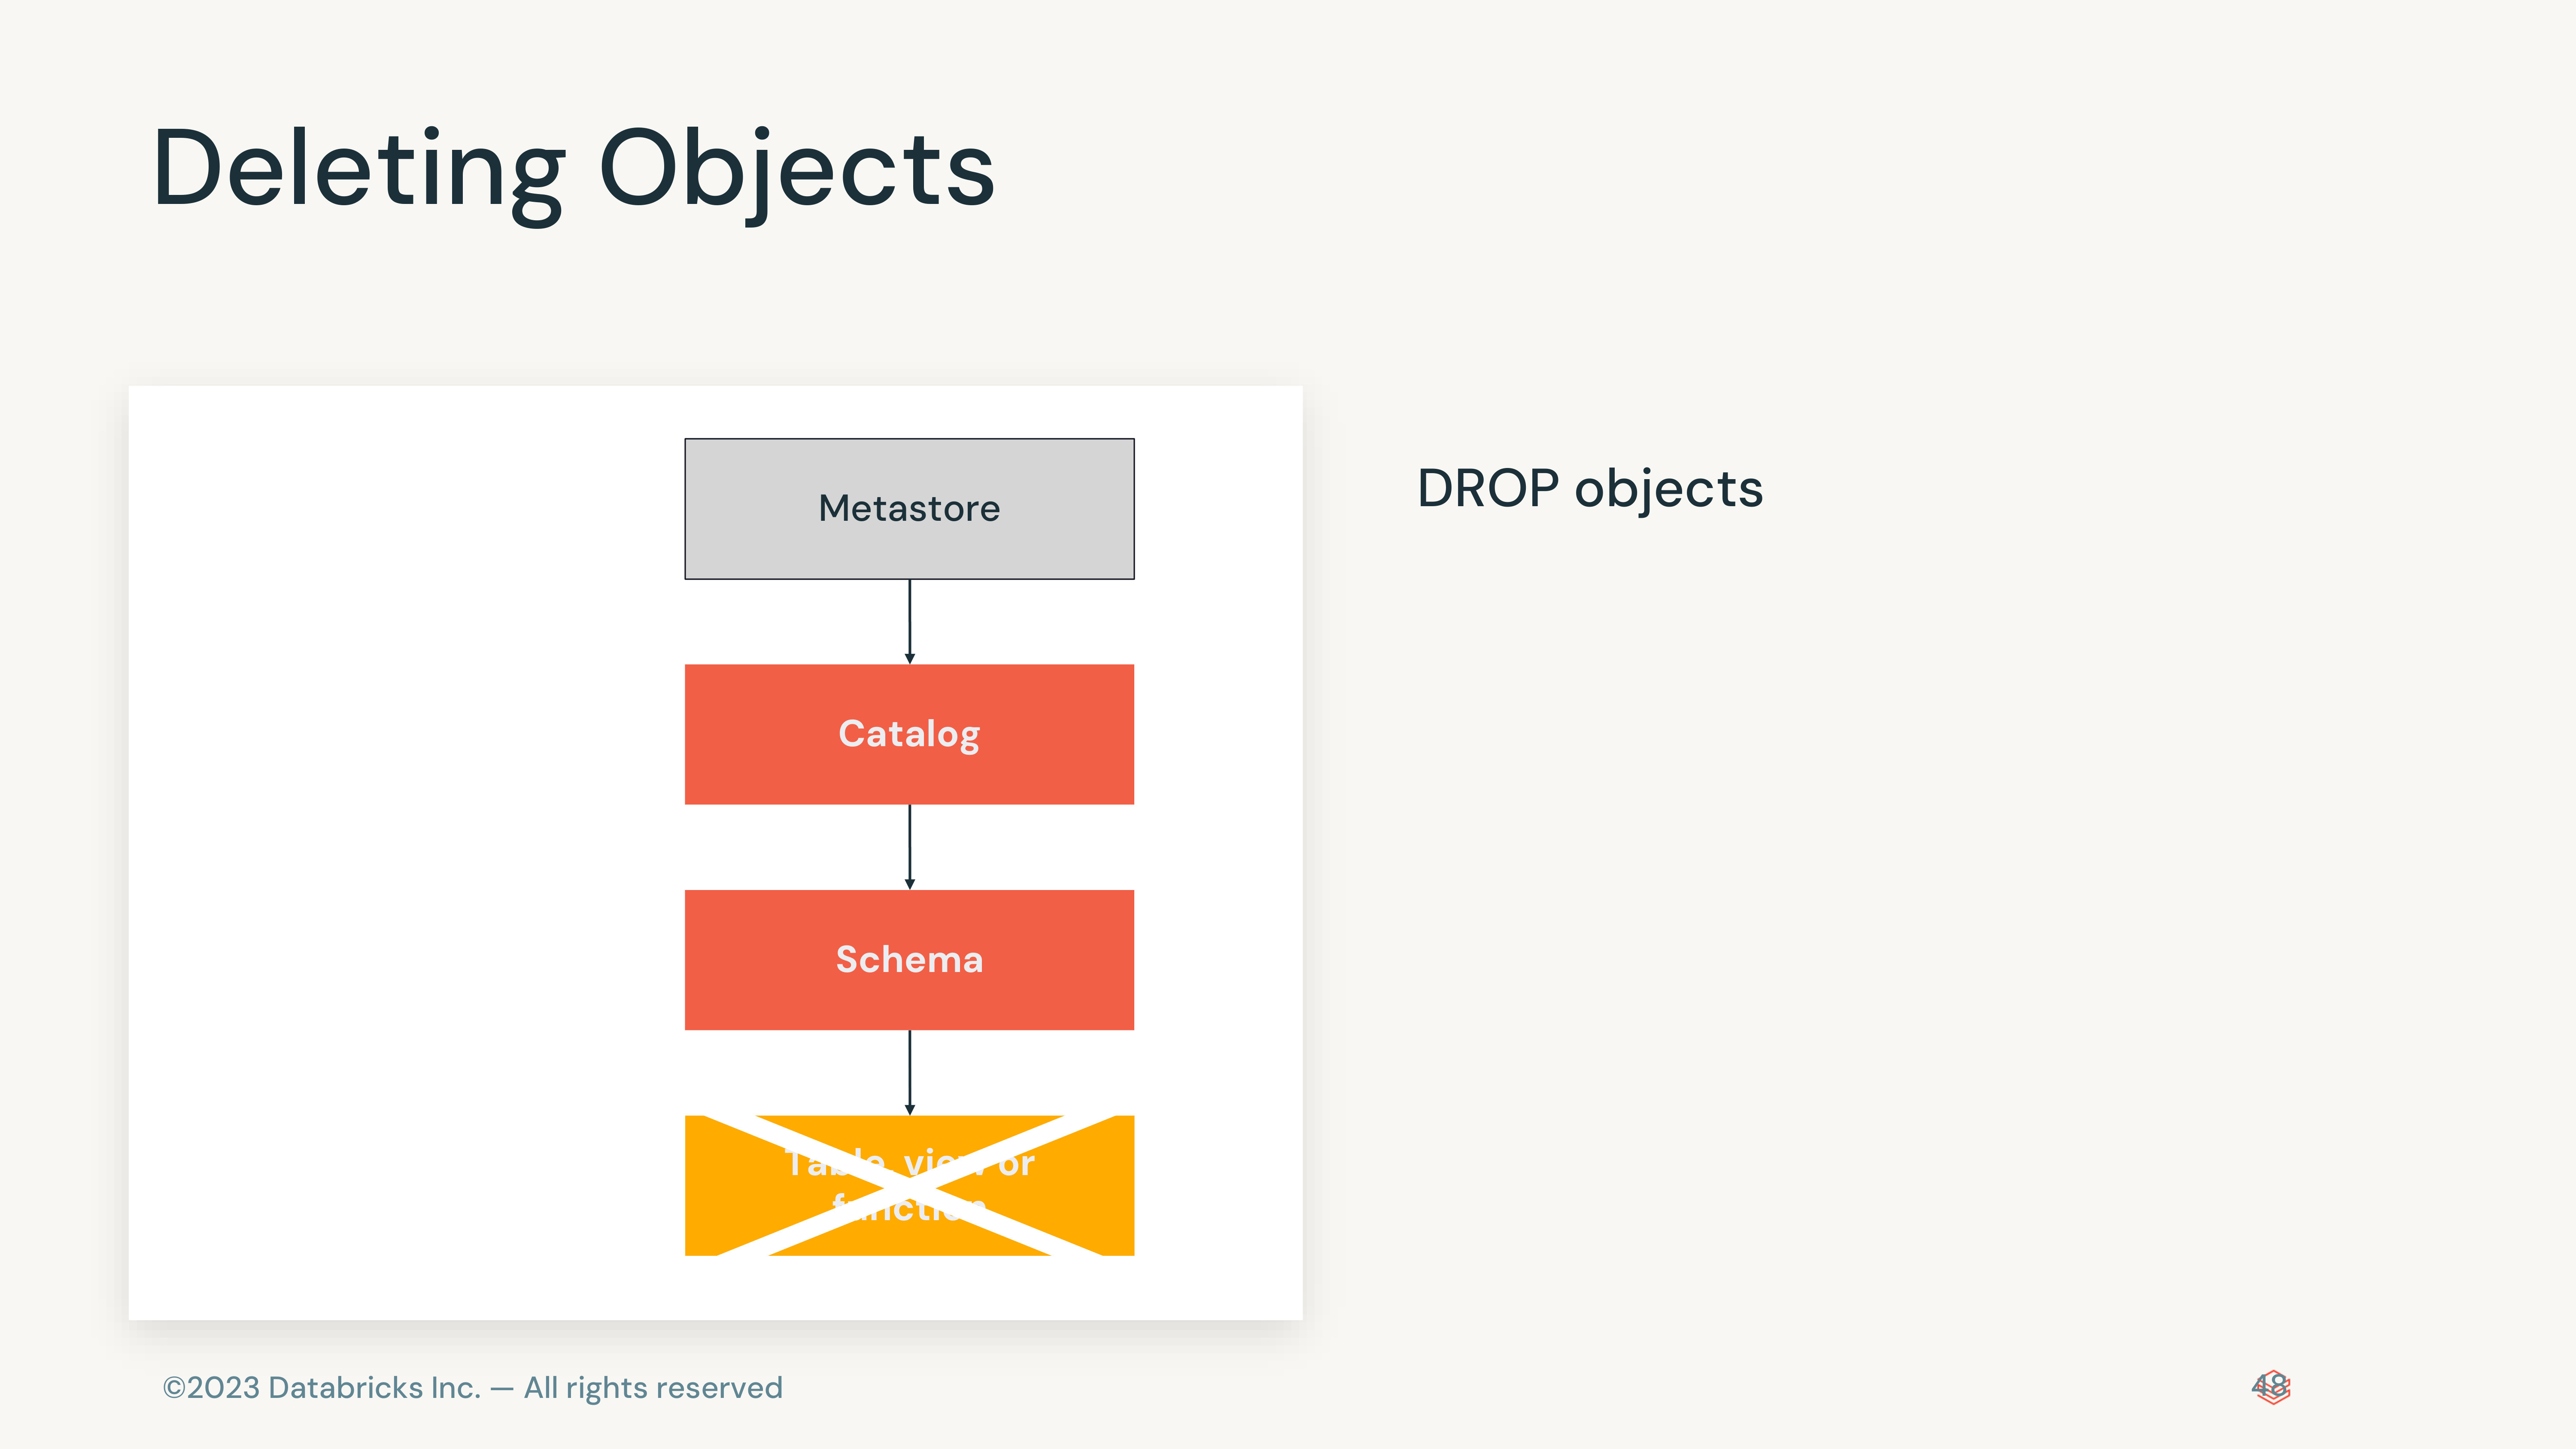 Deleting Objects
Metastore
DROP objects
Catalog
Schema
Table, view or
function
©2023 Databricks Inc. — All rights reserved
48